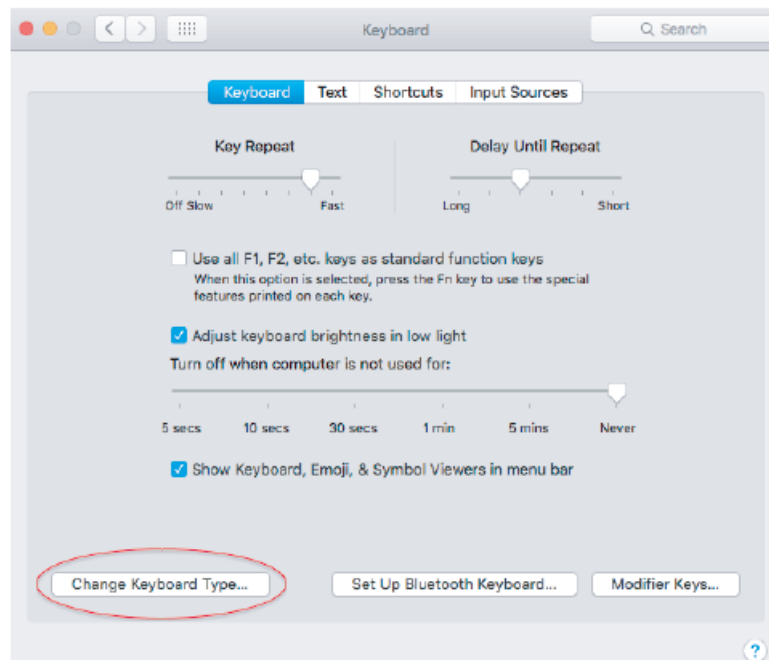 Keyboard
Search
Keyboard Text Shortcuts Input Sources
Key Repeat Delay Until Repeat
Off Slow Fast Long Short
Use all F1, F2, etc. keys as standard function keys
When this option is selected, press the Fn key to use the special
features printed on each key.
Adjust keyboard brightness in low light
Turn off when computer is not used for:
5 secs 10 secs 30 secs 1 min 5 mins Never
Show Keyboard, Emoji, & Symbol Viewers in menu bar
Change Keyboard Type... Set Up Bluetooth Keyboard... Modifier Keys...
?